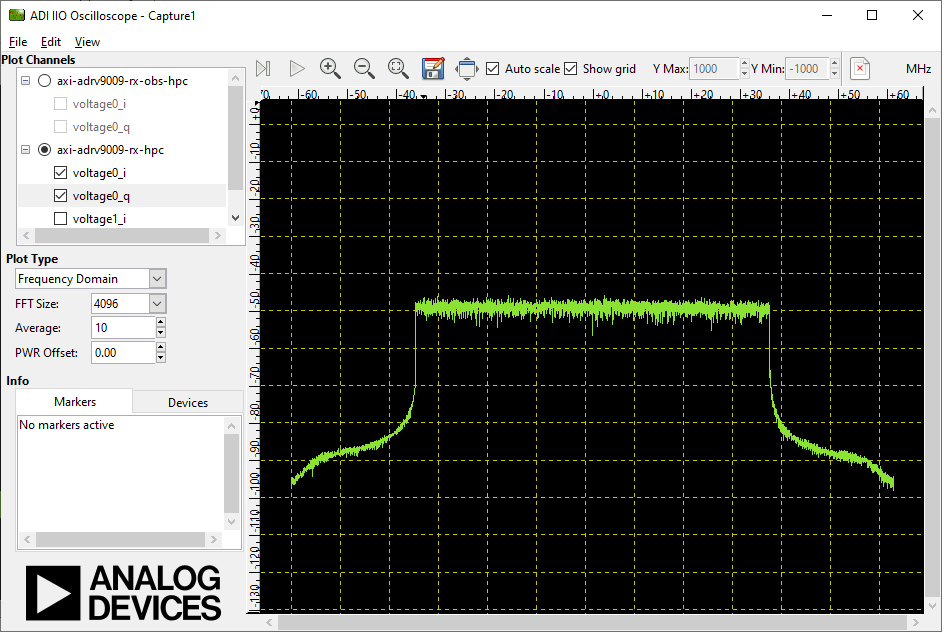 ADI IIO Oscilloscope - Capture1
File Edit View
Plot Channels
axi-adrv9009-rx-obs-hpc
voltage0_i
voltage0_q
axi-adrv9009-rx-hpc
voltage0_i
voltage0_q
voltage1_i
Auto scale Show grid Y Max: 1000 Y Min: -1000 MHz
Plot Type
Frequency Domain
FFT Size: 4096
Average: 10
PWR Offset: 0.00
Info
Markers Devices
No markers active
ANALOG
DEVICES
-60 -50 -40 -30 -20 -10 +0 +10 +20 +30 +40 +50 +60
+0
-10
-20
-30
-40
-50
-60
-70
-80
-90
-100
-110
-120
-130